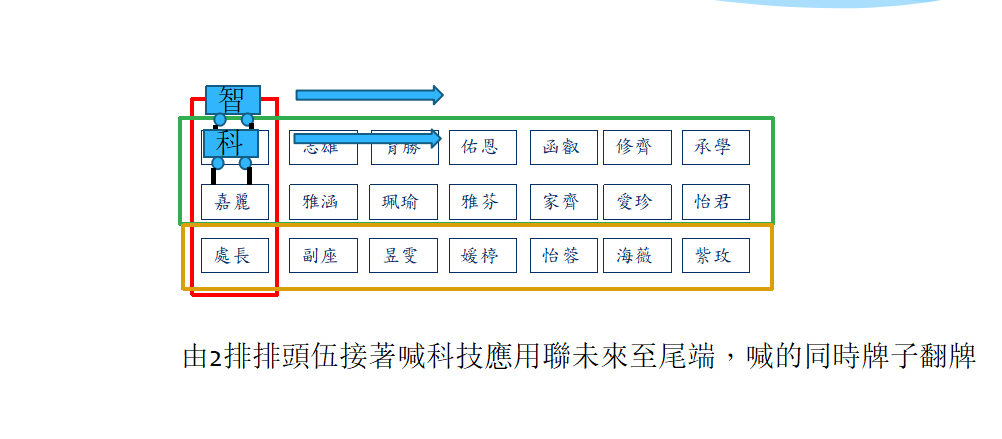 智
科 志雄 育勝 佑恩 函叡 修齊 承學
嘉麗 雅涵 珮瑜 雅芬 家齊 愛珍 怡君
處長 副座 昱雯 媛楟 怡蓉 海薇 紫玫
由2排排頭伍接著喊科技應用聯未來至尾端，喊的同時牌子翻牌